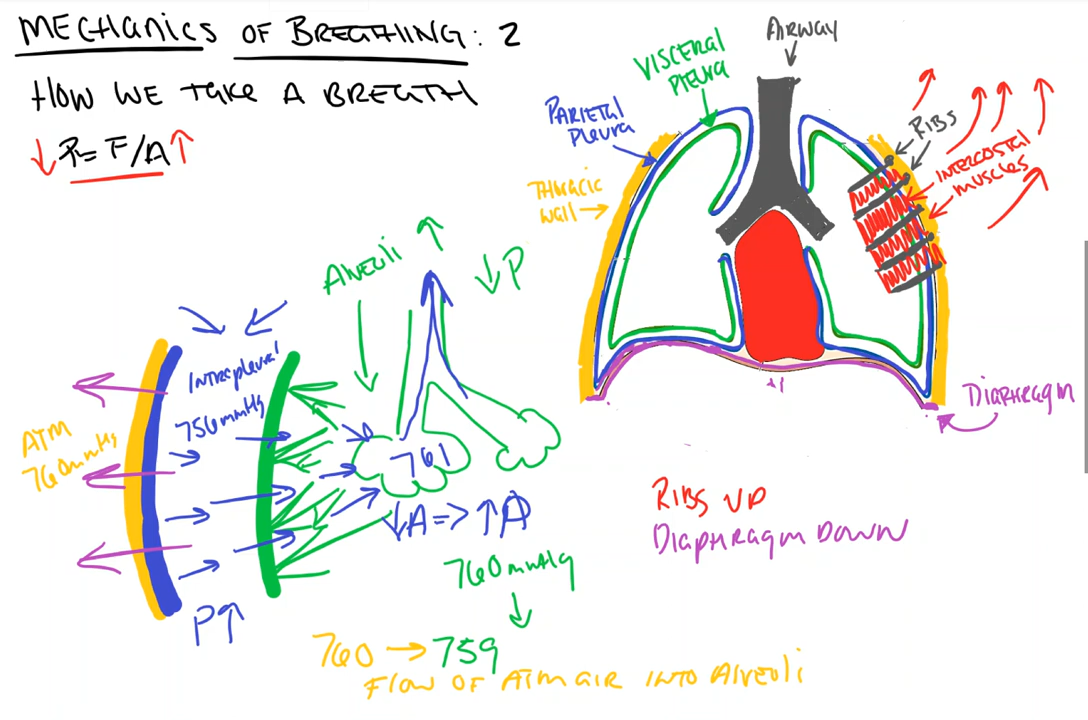 MECHANICS OF BREATHING: 2
HOW WE TAKE A BREATH
↓ P = F/A ↑
AIRWAY
VISCERAL
PLEURA
PARIETAL
PLEURA
THORACIC
WALL →
RIBS
INTERCOSTAL
MUSCLES
DIAPHRAGM
RIBS UP
DIAPHRAGM DOWN
ALVEOLI ↑
↓ P
INTRAPLEURAL
756mmHg
ATM
760mmHg
761
↓A => ↑P
P↑
760mmHg
↓
760 → 759
FLOW OF ATM AIR INTO ALVEOLI